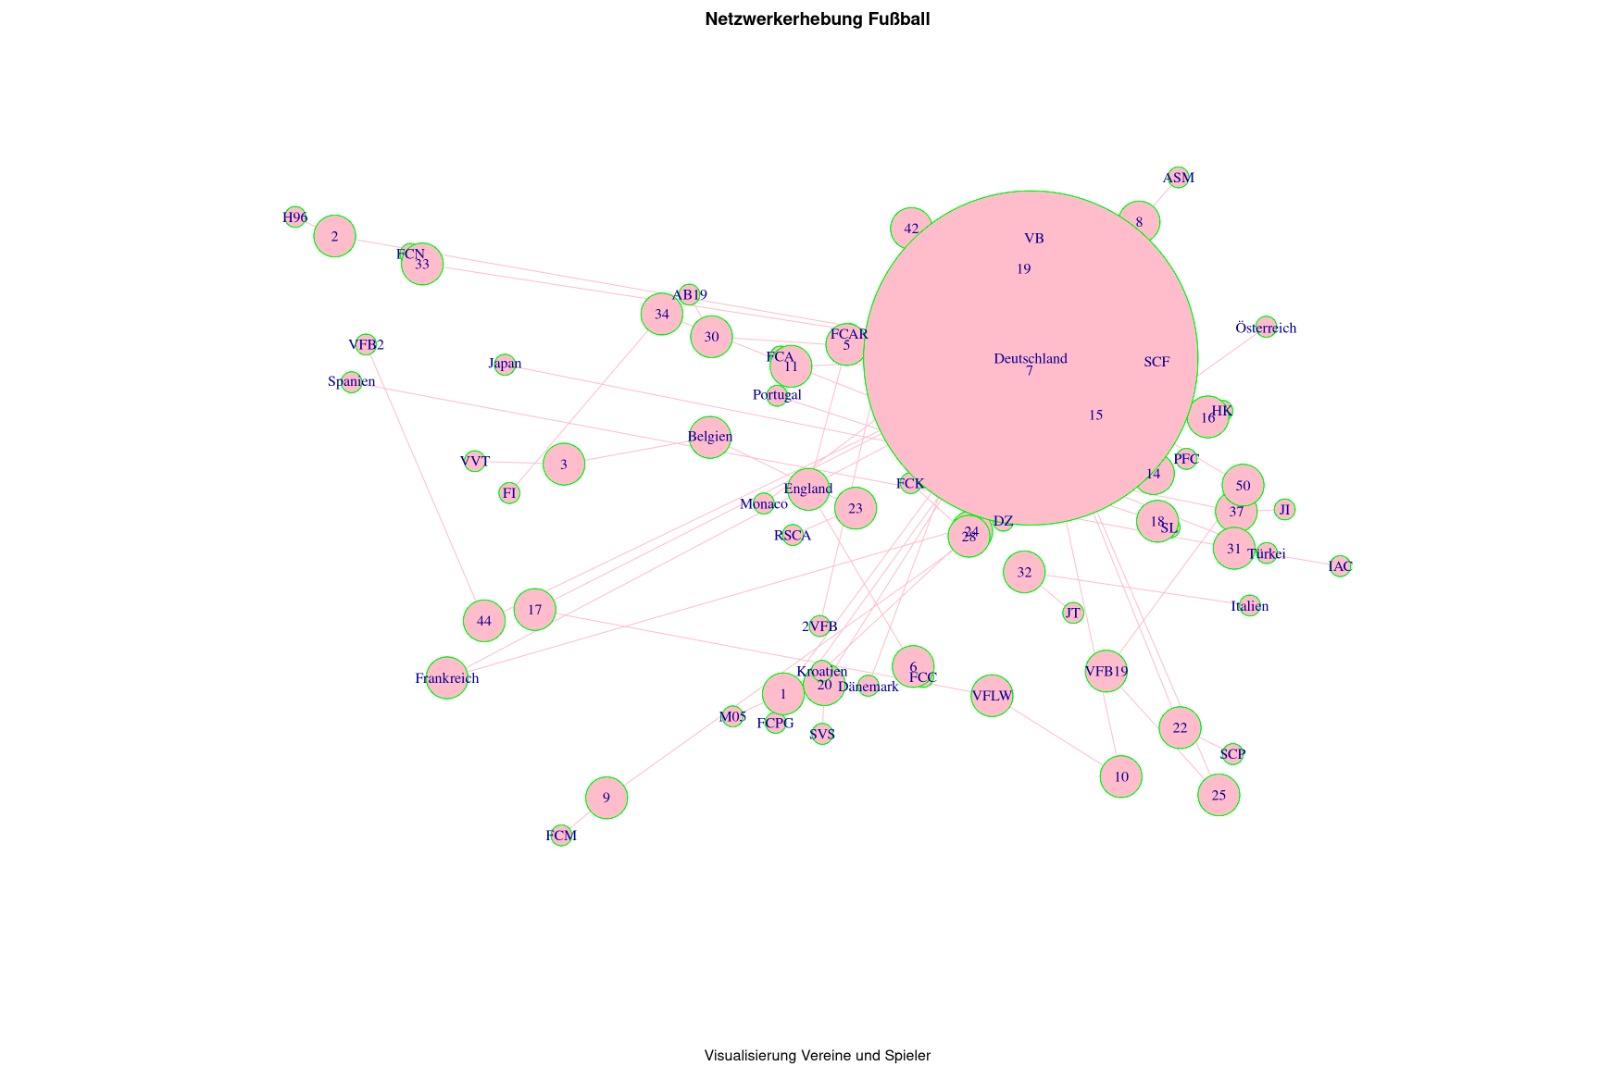 Netzwerkerhebung Fußball
ASM
H96
8
42
2
VB
FCN
33
19
AB19
34
Österreich
FCAR
30
VFB2
5
FCA
Deutschland
SCF
Japan
11
7
Spanien
Portugal
HK
15
16
Belgien
PFC
VVT
3
14
FCK
50
England
FI
Monaco
23
JI
37
DZ
18
SL
24
RSCA
28
31
Türkei
IAC
32
Italien
17
JT
44
2VFB
6
Kroatien
VFB19
Frankreich
FCC
20
Dänemark
1
VFLW
M05
FCPG
22
SVS
SCP
10
9
25
FCM
Visualisierung Vereine und Spieler